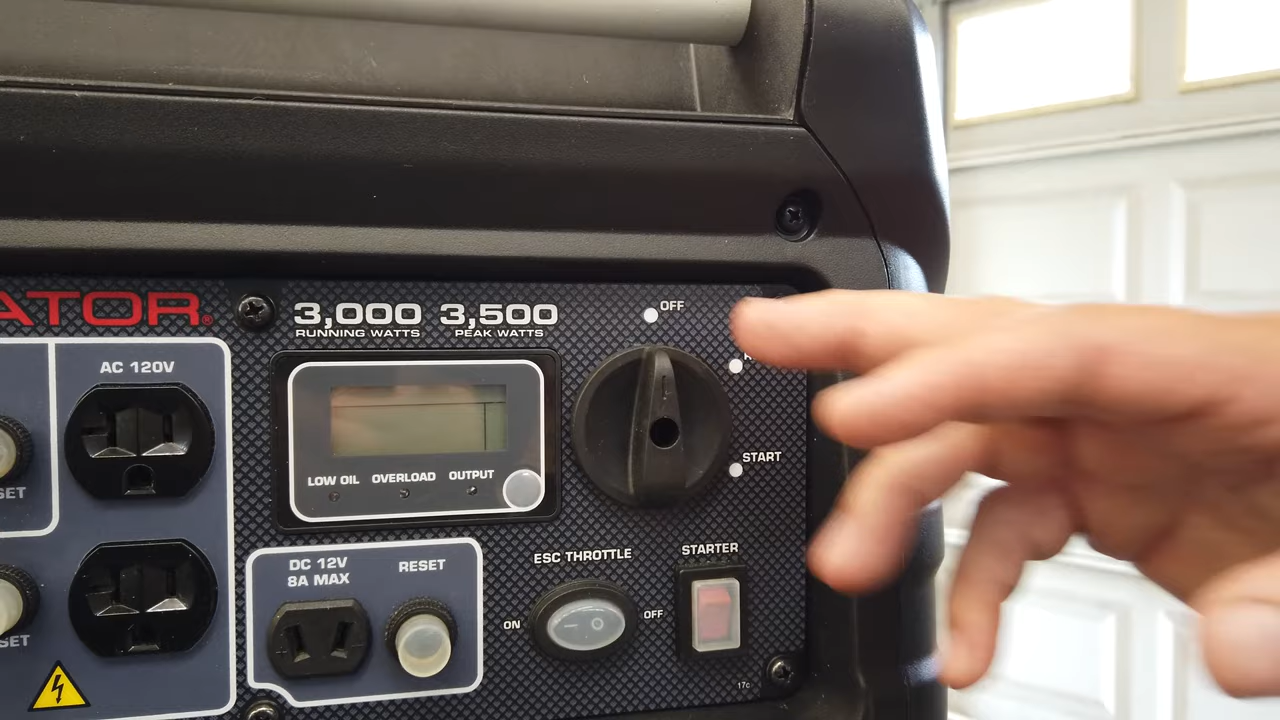 ATOR®
3,000 3,500
RUNNING WATTS PEAK WATTS
OFF
AC 120V
START
LOW OIL OVERLOAD OUTPUT
SET
DC 12V
8A MAX
RESET
ESC THROTTLE
STARTER
ON
OFF
SET
17c